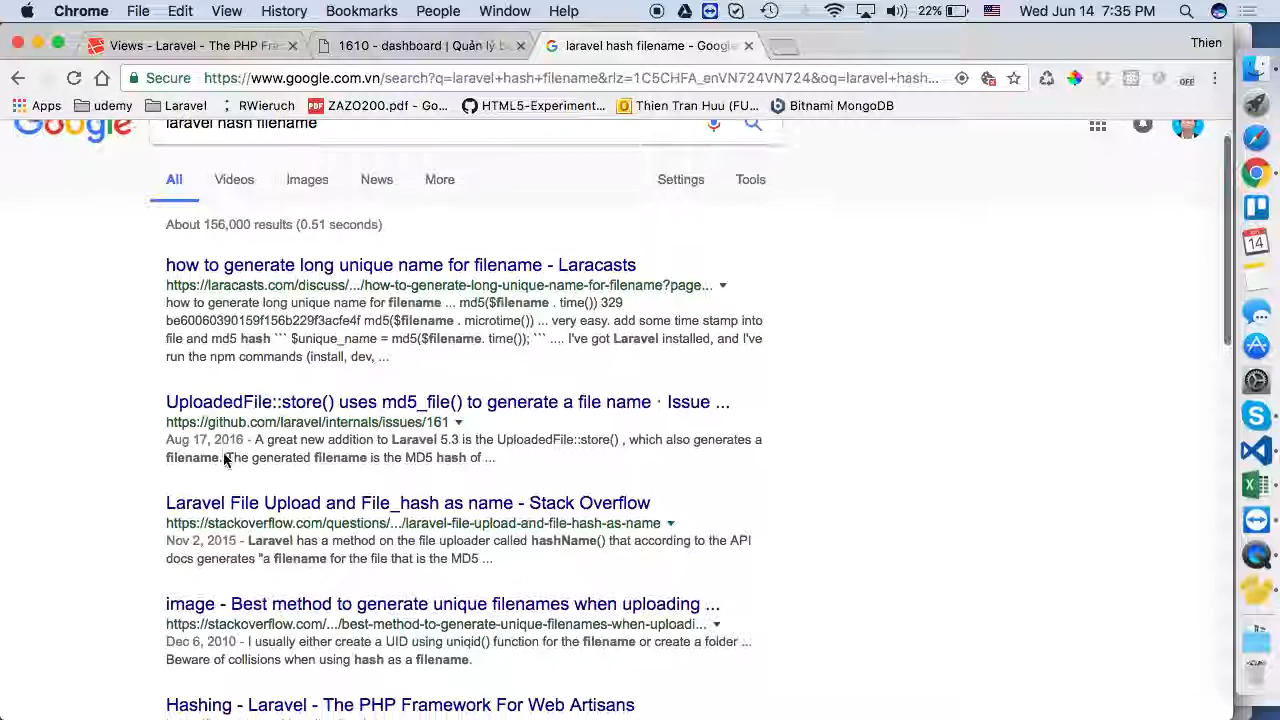 Chrome File Edit View History Bookmarks People Window Help 22% Wed Jun 14 7:35 PM
Views - Laravel - The PHP Fra × 1610 - dashboard | Quản lý × laravel hash filename - Google × Thien
Secure https://www.google.com.vn/search?q=laravel+hash+filename&rlz=1C5CHFA_enVN724VN724&oq=laravel+hash... OFF
Apps udemy Laravel RWieruch PDF ZAZO200.pdf - Go... HTML5-Experiment... Thien Tran Huu (FU... Bitnami MongoDB
Google laravel hash filename
All Videos Images News More Settings Tools
About 156,000 results (0.51 seconds)
how to generate long unique name for filename - Laracasts
https://laracasts.com/discuss/.../how-to-generate-long-unique-name-for-filename?page...
how to generate long unique name for filename ... md5($filename . time()) 329
be60060390159f156b229f3acfe4f md5($filename . microtime()) ... very easy. add some time stamp into
file and md5 hash ``` $unique_name = md5($filename. time()); ``` .... I've got Laravel installed, and I've
run the npm commands (install, dev, ...
UploadedFile::store() uses md5_file() to generate a file name · Issue ...
https://github.com/laravel/internals/issues/161
Aug 17, 2016 - A great new addition to Laravel 5.3 is the UploadedFile::store() , which also generates a
filename. The generated filename is the MD5 hash of ...
Laravel File Upload and File_hash as name - Stack Overflow
https://stackoverflow.com/questions/.../laravel-file-upload-and-file-hash-as-name
Nov 2, 2015 - Laravel has a method on the file uploader called hashName() that according to the API
docs generates "a filename for the file that is the MD5 ...
image - Best method to generate unique filenames when uploading ...
https://stackoverflow.com/.../best-method-to-generate-unique-filenames-when-uploadi...
Dec 6, 2010 - I usually either create a UID using uniqid() function for the filename or create a folder ...
Beware of collisions when using hash as a filename.
Hashing - Laravel - The PHP Framework For Web Artisans